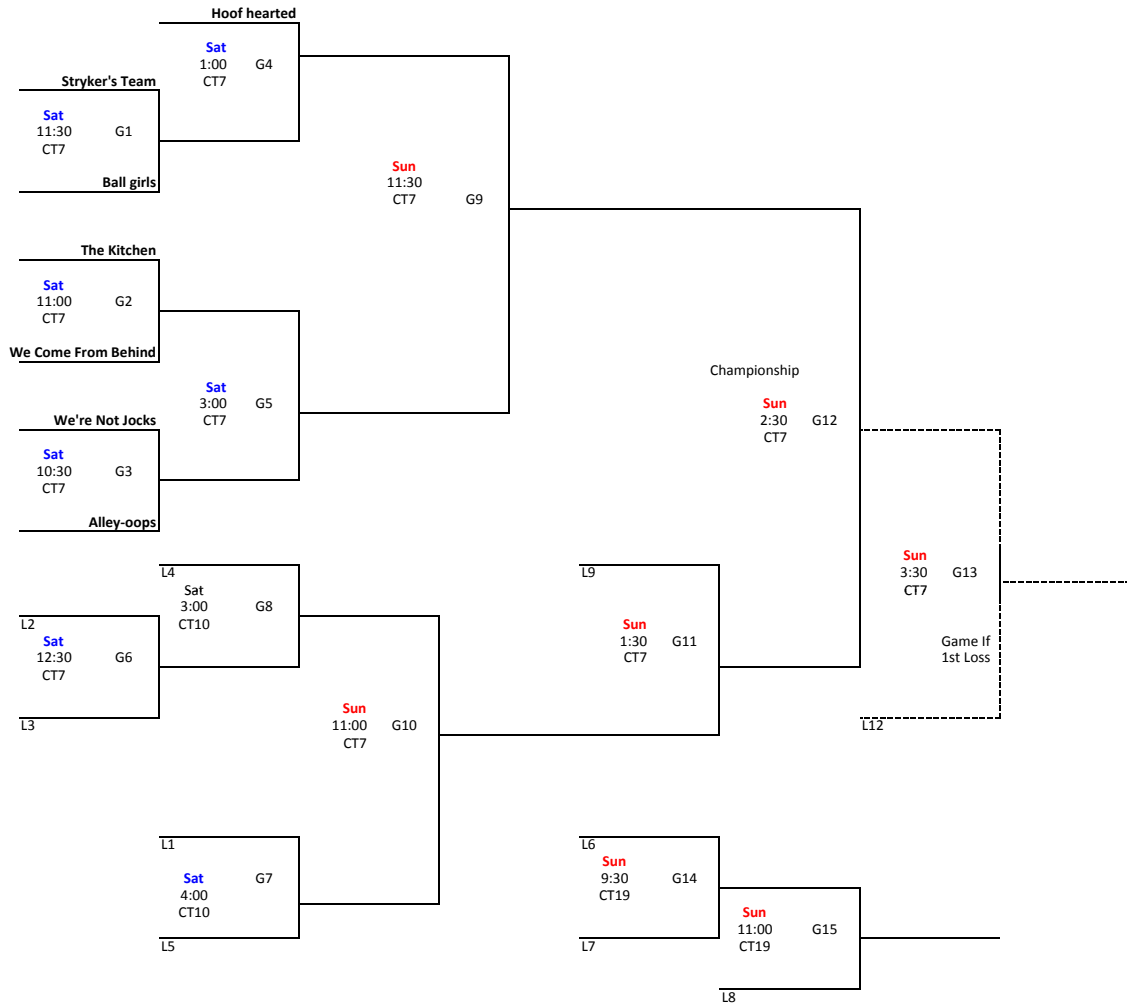 Hoof hearted
Sat
1:00 G4
CT7
Stryker's Team
Sat
11:30 G1
CT7
Ball girls
Sun
11:30
CT7 G9
The Kitchen
Sat
11:00 G2
CT7
We Come From Behind
Championship
Sat
3:00 G5
CT7
Sun
2:30 G12
CT7
We're Not Jocks
Sat
10:30 G3
CT7
Alley-oops
L4
Sat
3:00 G8
CT10
L9
Sun
3:30 G13
CT7
L2
Sat
12:30 G6
CT7
L3
Sun
1:30 G11
CT7
Game If
1st Loss
Sun
11:00 G10
CT7
L12
L1
Sat G7
4:00
CT10
L5
L6
Sun
9:30 G14
CT19
L7
Sun
11:00 G15
CT19
L8